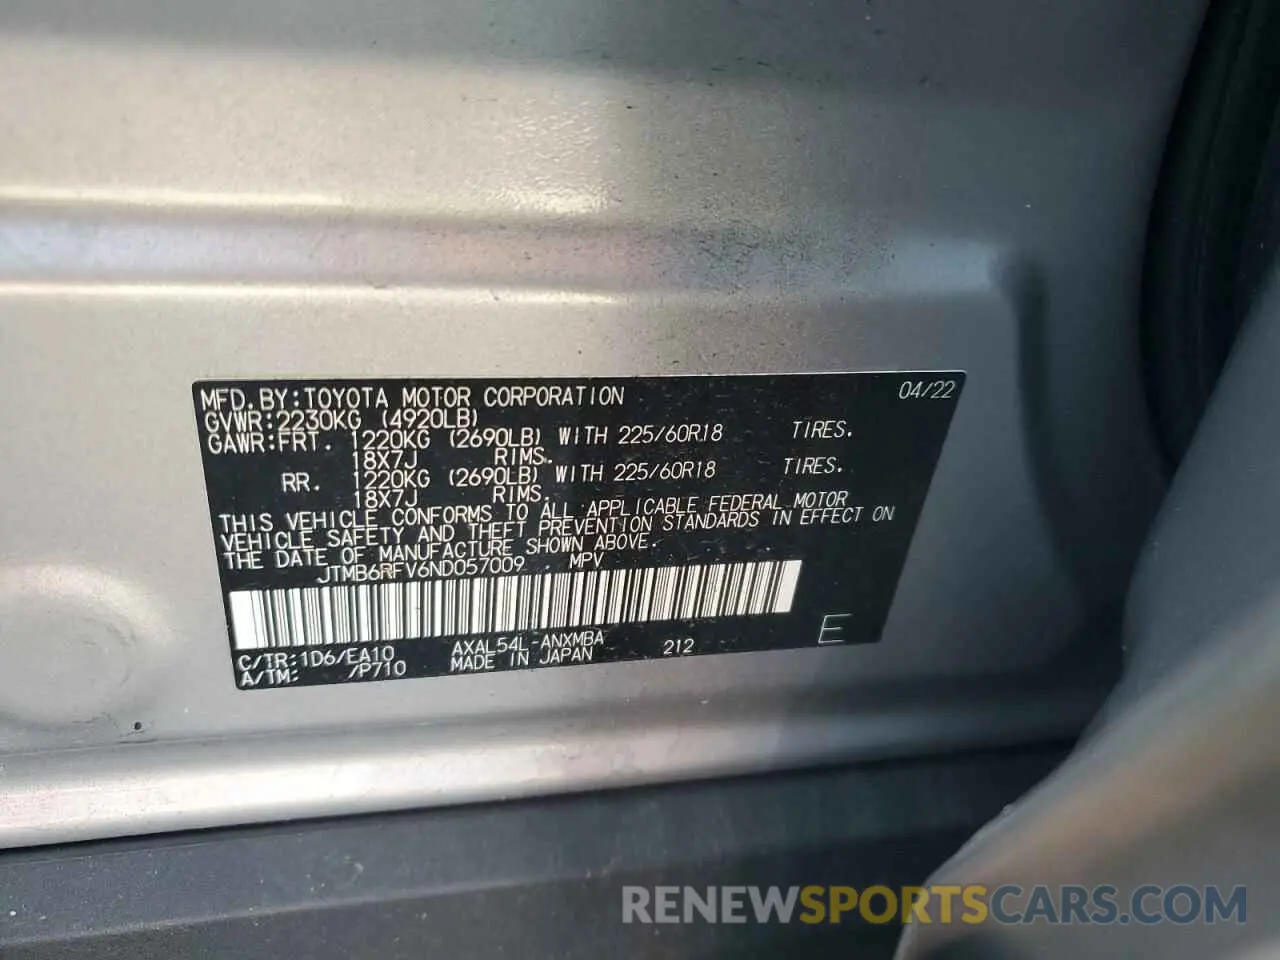 MFD.BY:TOYOTA MOTOR CORPORATION 04/22
GVWR:2230KG (4920LB)
GAWR:FRT. 1220KG (2690LB) WITH 225/60R18 TIRES.
18X7J RIMS.
RR. 1220KG (2690LB) WITH 225/60R18 TIRES.
18X7J RIMS.
THIS VEHICLE CONFORMS TO ALL APPLICABLE FEDERAL MOTOR
VEHICLE SAFETY AND THEFT PREVENTION STANDARDS IN EFFECT ON
THE DATE OF MANUFACTURE SHOWN ABOVE.
JTMB6RFV6ND057009 MPV
C/TR:1D6/EA10 AXAL54L-ANXMBA 212 E
A/TM: /P710 MADE IN JAPAN
RENEWSPORTSCARS.COM